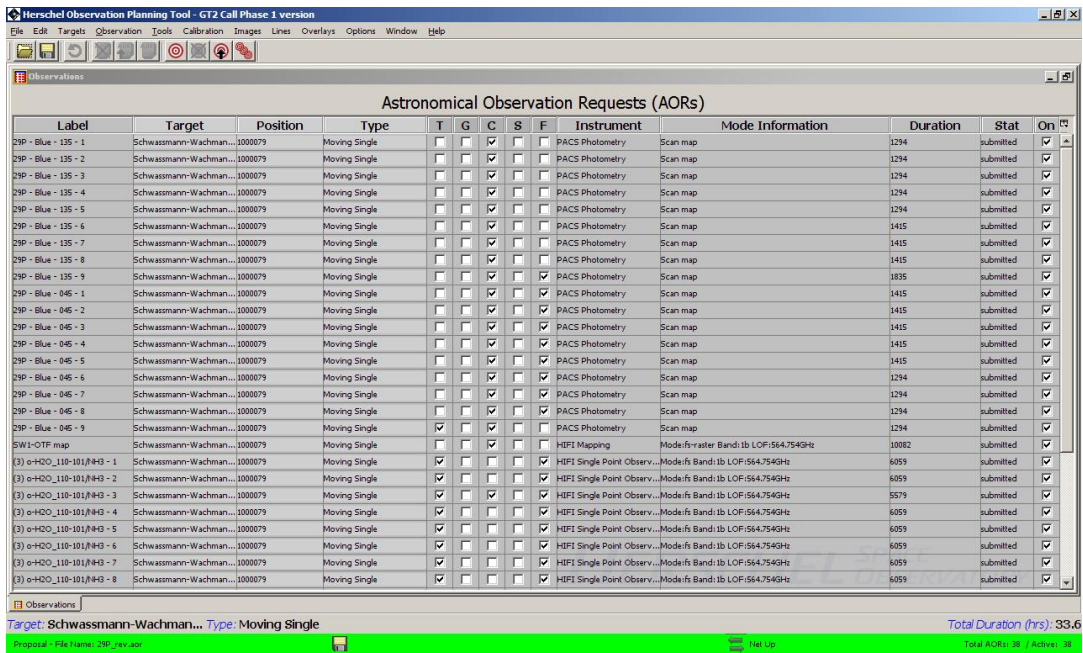 Herschel Observation Planning Tool - GT2 Call Phase 1 version
File Edit Targets Observation Tools Calibration Images Lines Overlays Options Window Help
Observations
Astronomical Observation Requests (AORs)
Label Target Position Type T G C S F Instrument Mode Information Duration Stat On
29P - Blue - 135 - 1 Schwassmann-Wachman... 1000079 Moving Single PACS Photometry Scan map 1294 submitted
29P - Blue - 135 - 2 Schwassmann-Wachman... 1000079 Moving Single PACS Photometry Scan map 1294 submitted
29P - Blue - 135 - 3 Schwassmann-Wachman... 1000079 Moving Single PACS Photometry Scan map 1294 submitted
29P - Blue - 135 - 4 Schwassmann-Wachman... 1000079 Moving Single PACS Photometry Scan map 1294 submitted
29P - Blue - 135 - 5 Schwassmann-Wachman... 1000079 Moving Single PACS Photometry Scan map 1294 submitted
29P - Blue - 135 - 6 Schwassmann-Wachman... 1000079 Moving Single PACS Photometry Scan map 1415 submitted
29P - Blue - 135 - 7 Schwassmann-Wachman... 1000079 Moving Single PACS Photometry Scan map 1415 submitted
29P - Blue - 135 - 8 Schwassmann-Wachman... 1000079 Moving Single PACS Photometry Scan map 1415 submitted
29P - Blue - 135 - 9 Schwassmann-Wachman... 1000079 Moving Single PACS Photometry Scan map 1835 submitted
29P - Blue - 045 - 1 Schwassmann-Wachman... 1000079 Moving Single PACS Photometry Scan map 1415 submitted
29P - Blue - 045 - 2 Schwassmann-Wachman... 1000079 Moving Single PACS Photometry Scan map 1415 submitted
29P - Blue - 045 - 3 Schwassmann-Wachman... 1000079 Moving Single PACS Photometry Scan map 1415 submitted
29P - Blue - 045 - 4 Schwassmann-Wachman... 1000079 Moving Single PACS Photometry Scan map 1415 submitted
29P - Blue - 045 - 5 Schwassmann-Wachman... 1000079 Moving Single PACS Photometry Scan map 1415 submitted
29P - Blue - 045 - 6 Schwassmann-Wachman... 1000079 Moving Single PACS Photometry Scan map 1294 submitted
29P - Blue - 045 - 7 Schwassmann-Wachman... 1000079 Moving Single PACS Photometry Scan map 1294 submitted
29P - Blue - 045 - 8 Schwassmann-Wachman... 1000079 Moving Single PACS Photometry Scan map 1294 submitted
29P - Blue - 045 - 9 Schwassmann-Wachman... 1000079 Moving Single PACS Photometry Scan map 1294 submitted
SW1-OTF map Schwassmann-Wachman... 1000079 Moving Single HIFI Mapping Mode:fs-raster Band:1b LOF:564.754GHz 10082 submitted
(3) o-H2O_110-101/NH3 - 1 Schwassmann-Wachman... 1000079 Moving Single HIFI Single Point Observ... Mode:fs Band:1b LOF:564.754GHz 6059 submitted
(3) o-H2O_110-101/NH3 - 2 Schwassmann-Wachman... 1000079 Moving Single HIFI Single Point Observ... Mode:fs Band:1b LOF:564.754GHz 6059 submitted
(3) o-H2O_110-101/NH3 - 3 Schwassmann-Wachman... 1000079 Moving Single HIFI Single Point Observ... Mode:fs Band:1b LOF:564.754GHz 5579 submitted
(3) o-H2O_110-101/NH3 - 4 Schwassmann-Wachman... 1000079 Moving Single HIFI Single Point Observ... Mode:fs Band:1b LOF:564.754GHz 6059 submitted
(3) o-H2O_110-101/NH3 - 5 Schwassmann-Wachman... 1000079 Moving Single HIFI Single Point Observ... Mode:fs Band:1b LOF:564.754GHz 6059 submitted
(3) o-H2O_110-101/NH3 - 6 Schwassmann-Wachman... 1000079 Moving Single HIFI Single Point Observ... Mode:fs Band:1b LOF:564.754GHz 6059 submitted
(3) o-H2O_110-101/NH3 - 7 Schwassmann-Wachman... 1000079 Moving Single HIFI Single Point Observ... Mode:fs Band:1b LOF:564.754GHz 6059 submitted
(3) o-H2O_110-101/NH3 - 8 Schwassmann-Wachman... 1000079 Moving Single HIFI Single Point Observ... Mode:fs Band:1b LOF:564.754GHz 6059 submitted
Observations
Target: Schwassmann-Wachman... Type: Moving Single Total Duration (hrs): 33.6
Proposal - File Name: 29P_rev.aor Net Up Total AORs: 38 / Active: 38